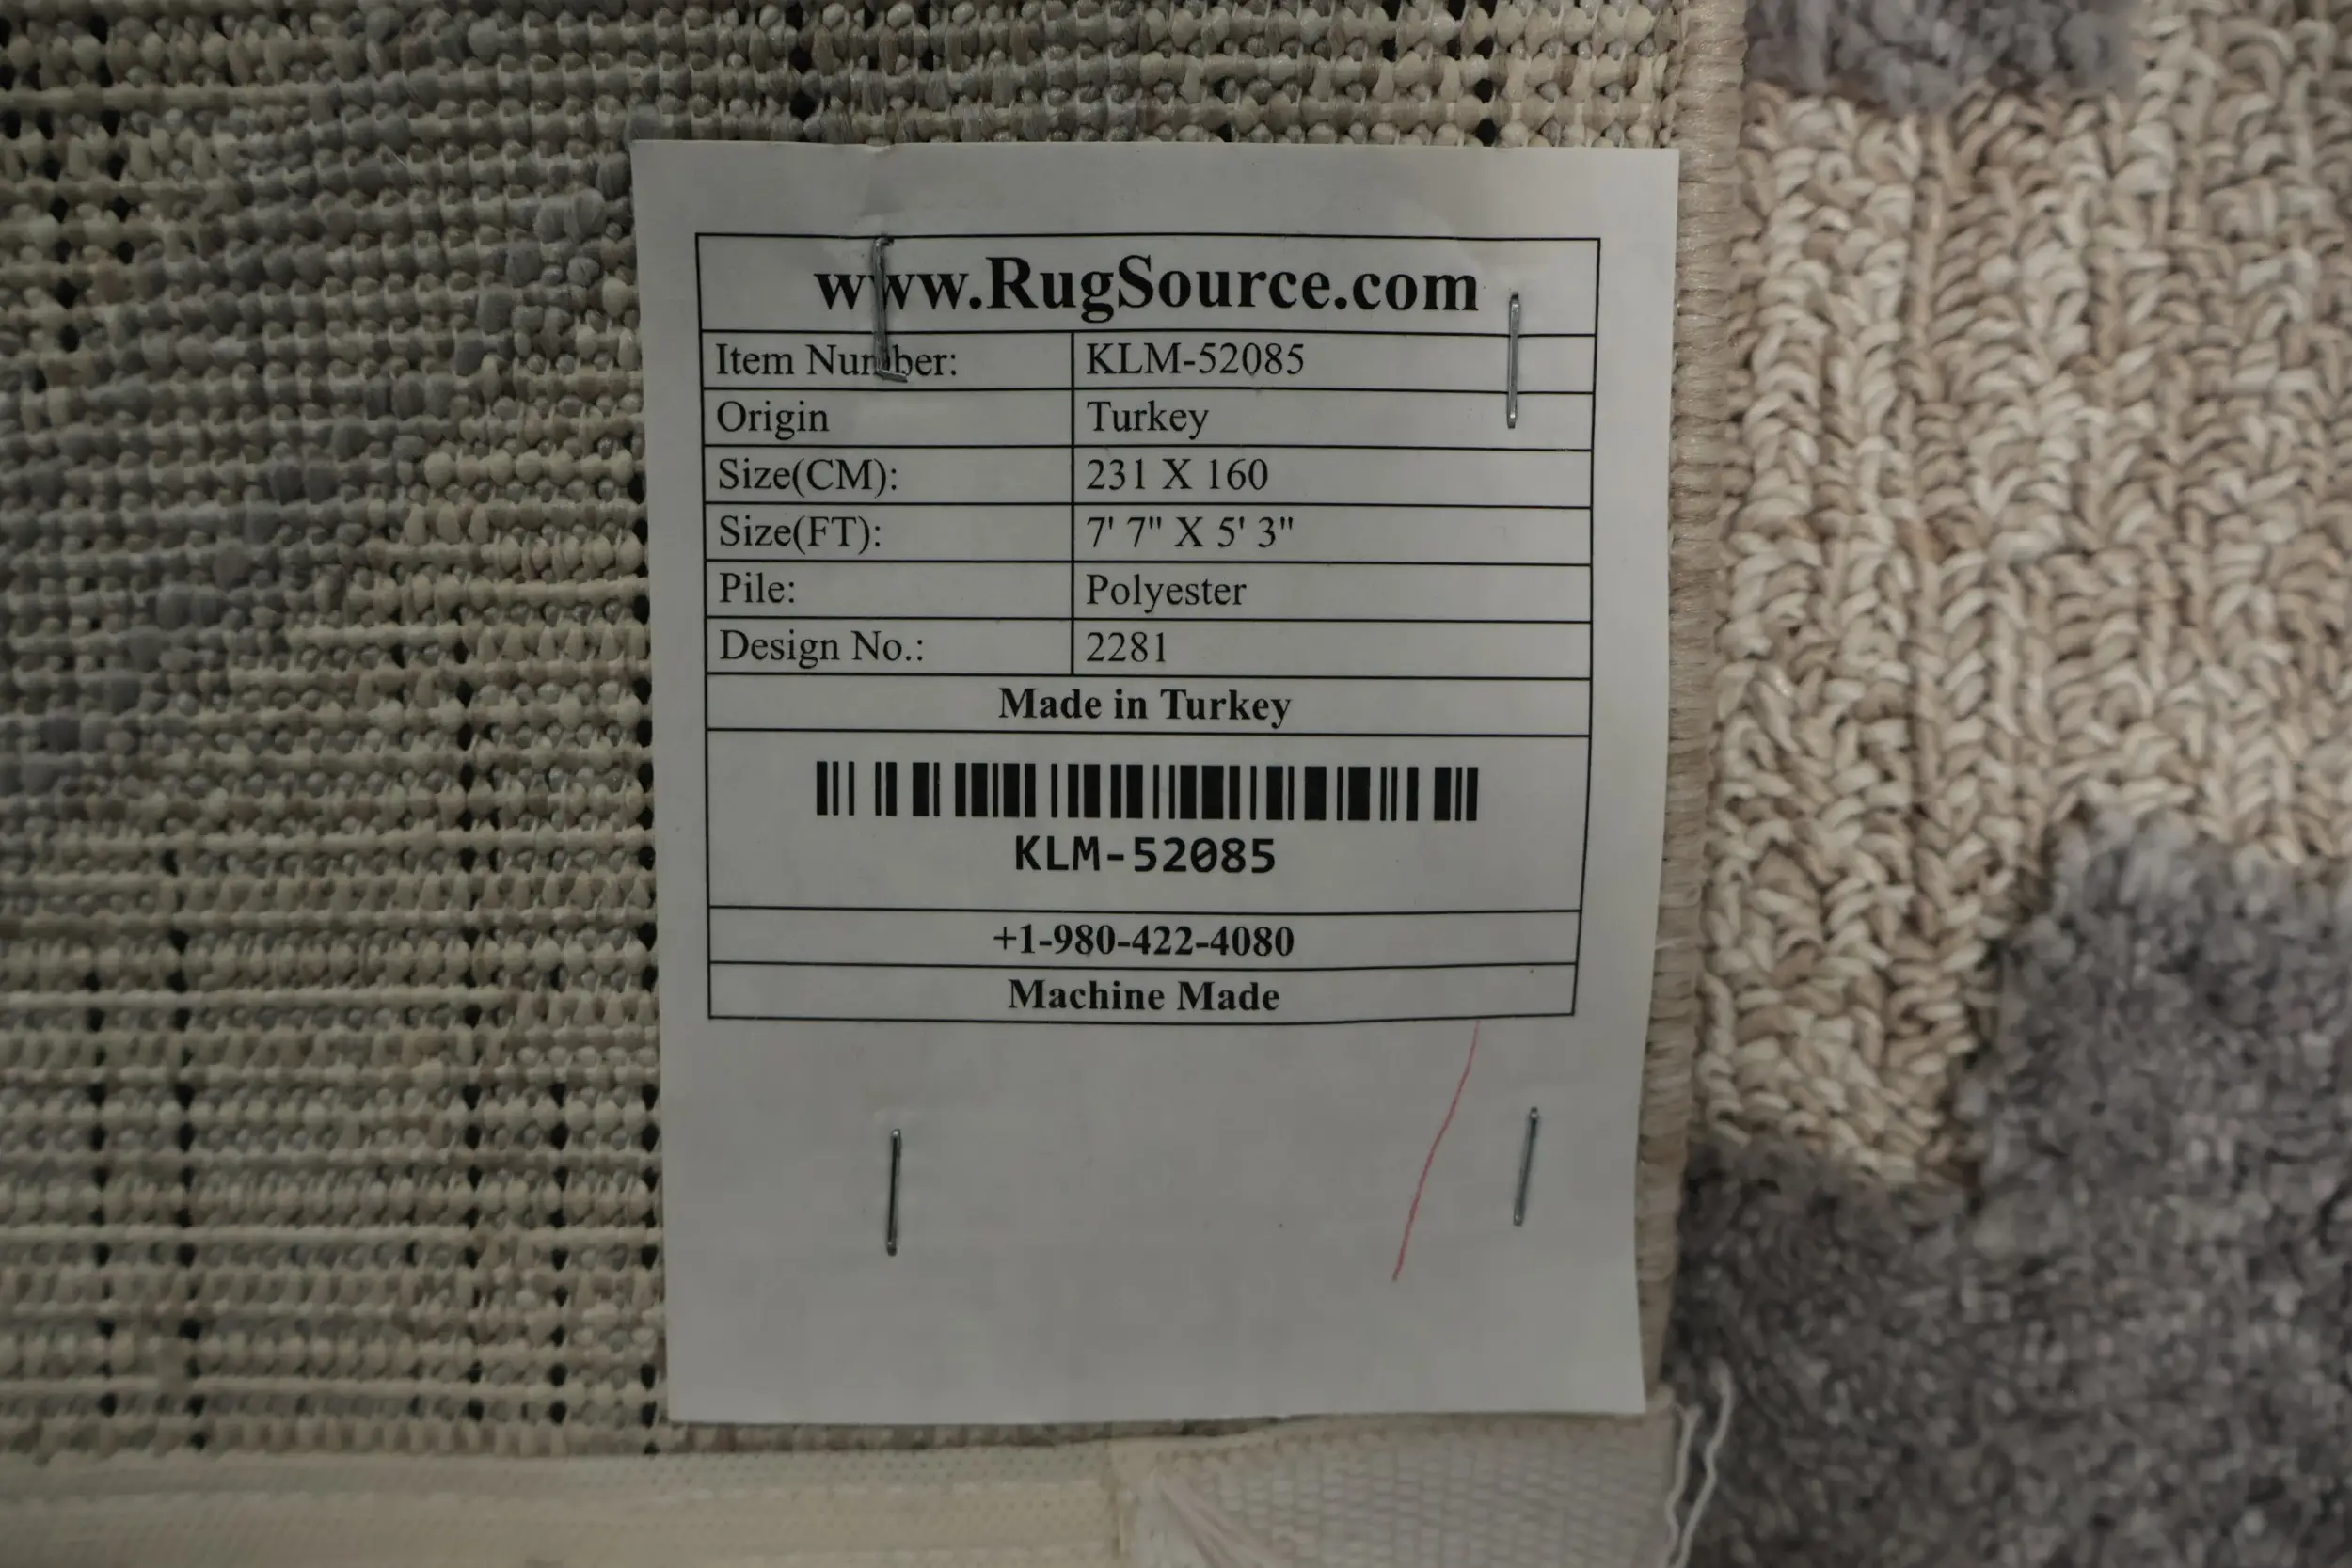 www.RugSource.com
Item Number: KLM-52085
Origin Turkey
Size(CM): 231 X 160
Size(FT): 7' 7" X 5' 3"
Pile: Polyester
Design No.: 2281
Made in Turkey
KLM-52085
+1-980-422-4080
Machine Made